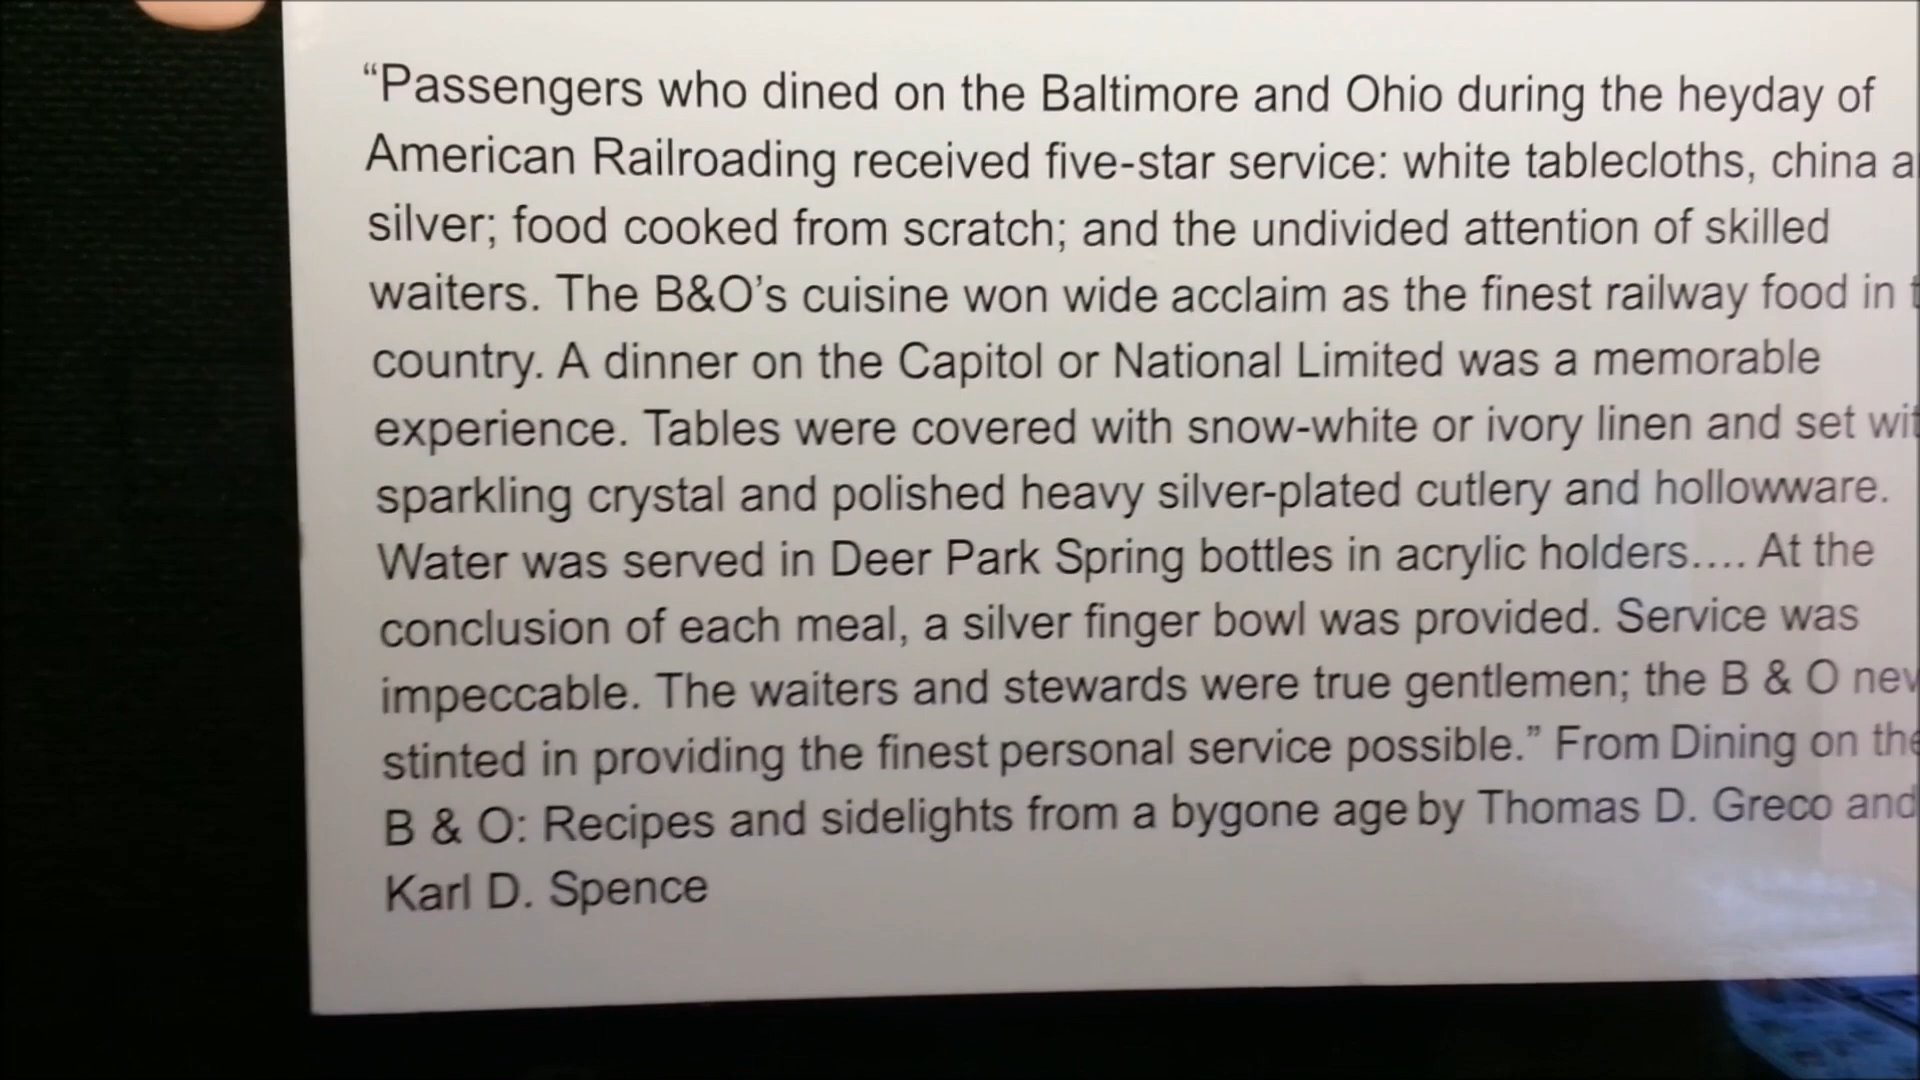 “Passengers who dined on the Baltimore and Ohio during the heyday of
American Railroading received five-star service: white tablecloths, china
silver; food cooked from scratch; and the undivided attention of skilled
waiters. The B&O’s cuisine won wide acclaim as the finest railway food in
country. A dinner on the Capitol or National Limited was a memorable
experience. Tables were covered with snow-white or ivory linen and set
sparkling crystal and polished heavy silver-plated cutlery and hollowware.
Water was served in Deer Park Spring bottles in acrylic holders.... At the
conclusion of each meal, a silver finger bowl was provided. Service was
impeccable. The waiters and stewards were true gentlemen; the B & O
stinted in providing the finest personal service possible.” From Dining on the
B & O: Recipes and sidelights from a bygone age by Thomas D. Greco and
Karl D. Spence